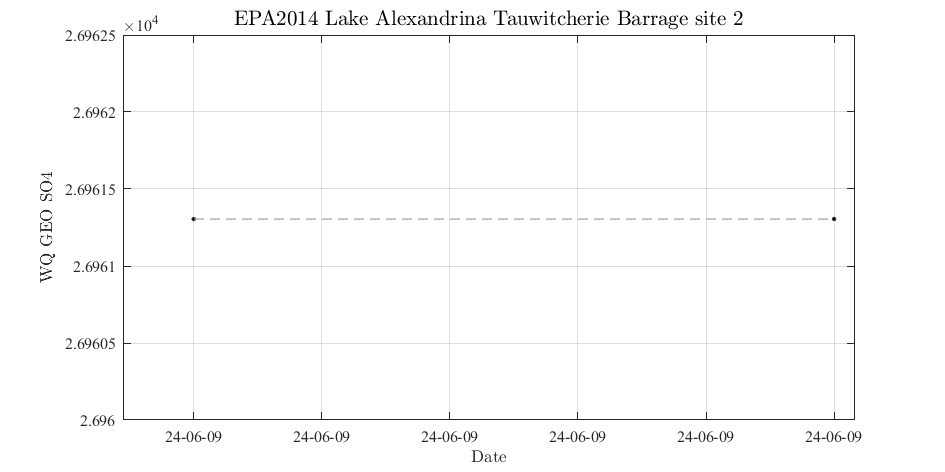 EPA2014 Lake Alexandrina Tauwitcherie Barrage site 2
×10⁴
2.69625
2.6962
2.69615
2.6961
2.69605
2.696
WQ GEO SO4
24-06-09 24-06-09 24-06-09 24-06-09 24-06-09 24-06-09
Date